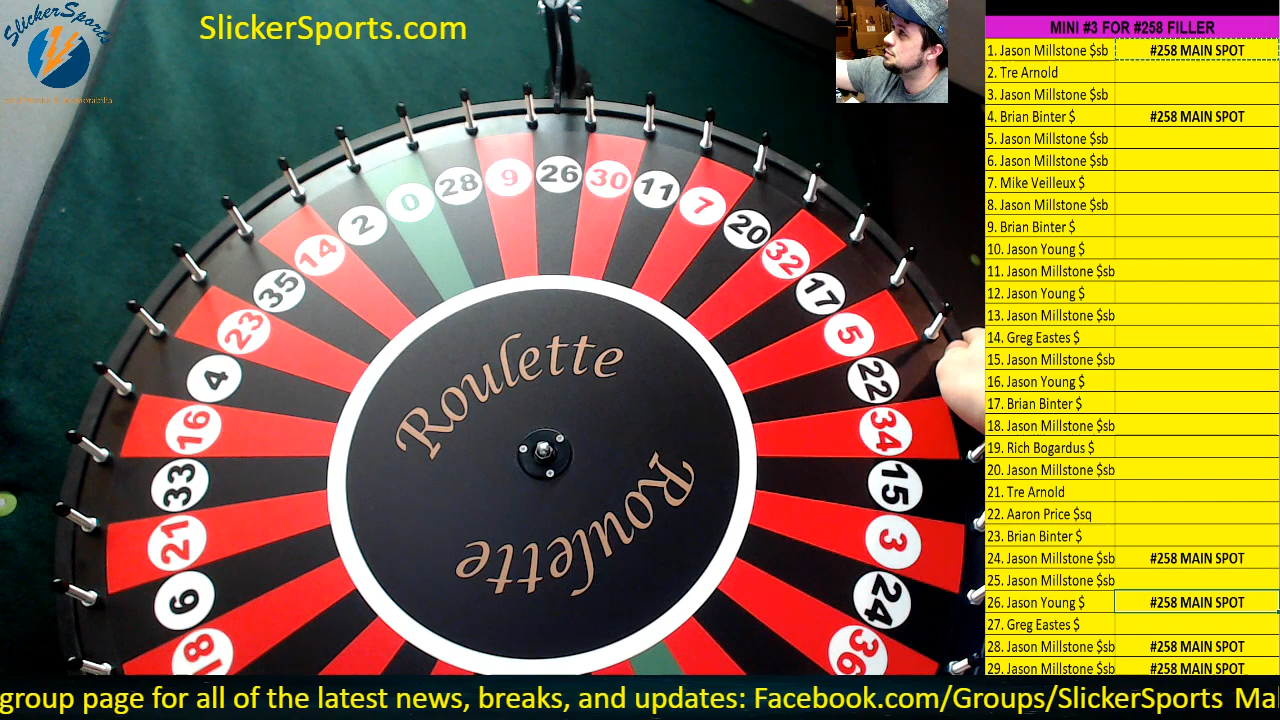 SlickerSports
SlickerSports.com
MINI #3 FOR #258 FILLER
1. Jason Millstone $sb #258 MAIN SPOT
2. Tre Arnold
3. Jason Millstone $sb
4. Brian Binter $ #258 MAIN SPOT
5. Jason Millstone $sb
6. Jason Millstone $sb
7. Mike Veilleux $
8. Jason Millstone $sb
9. Brian Binter $
10. Jason Young $
11. Jason Millstone $sb
12. Jason Young $
13. Jason Millstone $sb
14. Greg Eastes $
15. Jason Millstone $sb
16. Jason Young $
17. Brian Binter $
18. Jason Millstone $sb
19. Rich Bogardus $
20. Jason Millstone $sb
21. Tre Arnold
22. Aaron Price $sq
23. Brian Binter $
24. Jason Millstone $sb #258 MAIN SPOT
25. Jason Millstone $sb
26. Jason Young $ #258 MAIN SPOT
27. Greg Eastes $
28. Jason Millstone $sb #258 MAIN SPOT
29. Jason Millstone $sb #258 MAIN SPOT
18 6 21 33 16 4 23 35 14 2 0 28 9 26 30 11 7 20 32 17 5 22 34 15 3 24 36
Roulette
Roulette
group page for all of the latest news, breaks, and updates: Facebook.com/Groups/SlickerSports Ma